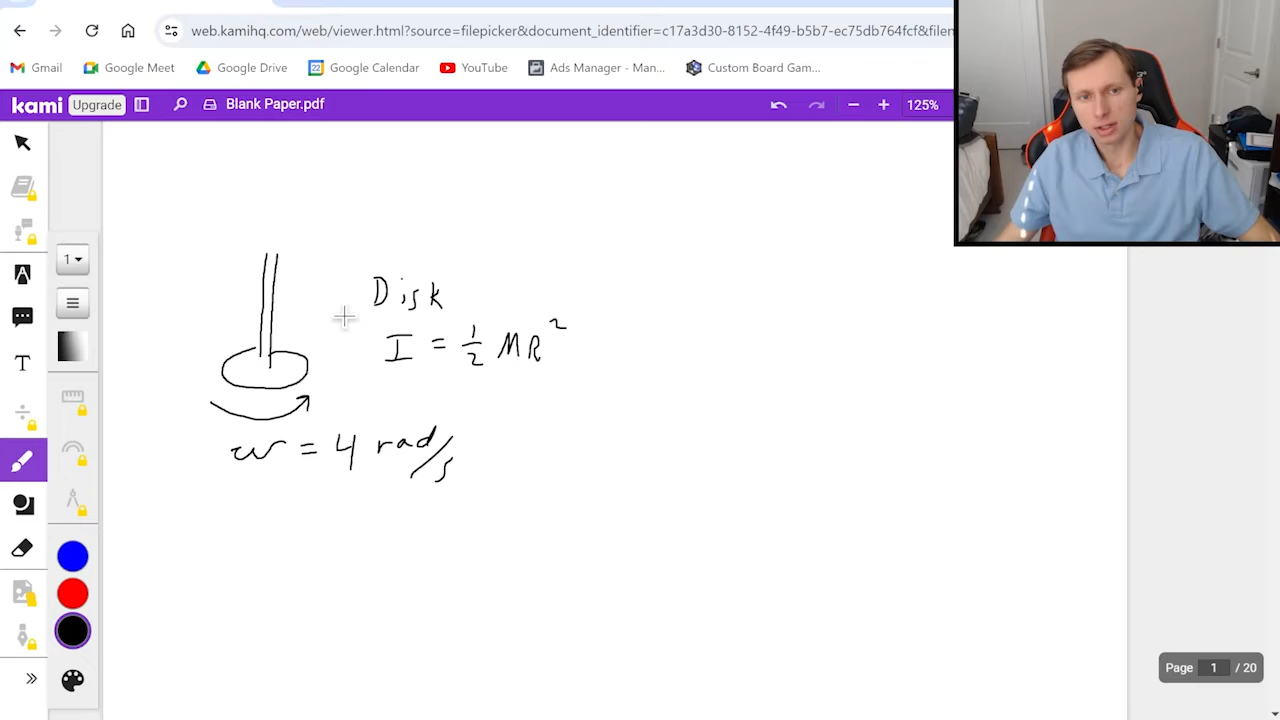 web.kamihq.com/web/viewer.html?source=filepicker&document_identifier=c17a3d30-8152-4f49-b5b7-ec75db764fcf&filen
Gmail Google Meet Google Drive 22 Google Calendar YouTube Ads Manager - Man... Custom Board Gam...
kami Upgrade Blank Paper.pdf 125%
1
T
Disk
I = 1/2 MR²
w = 4 rad/s
Page 1 / 20